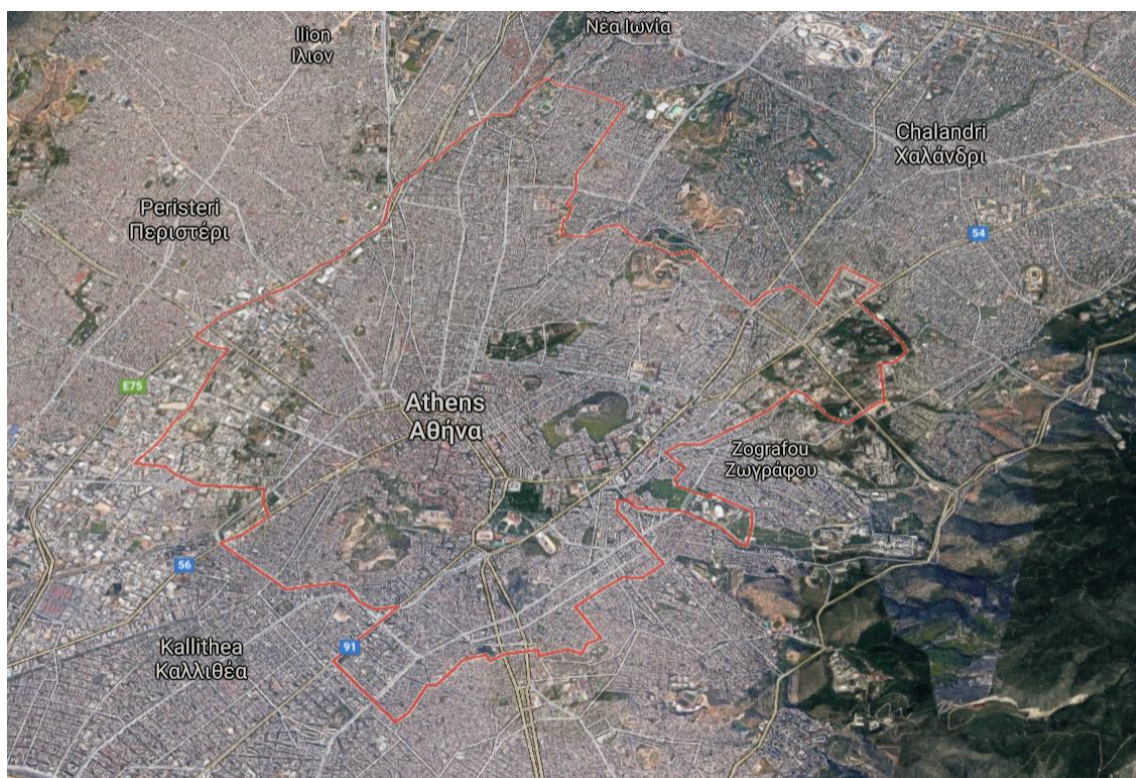 Ilion
Ίλιον
Νέα Ιωνία
Chalandri
Χαλάνδρι
Peristeri
Περιστέρι
54
E75
Athens
Αθήνα
Zografou
Ζωγράφου
56
Kallithea
Καλλιθέα
91